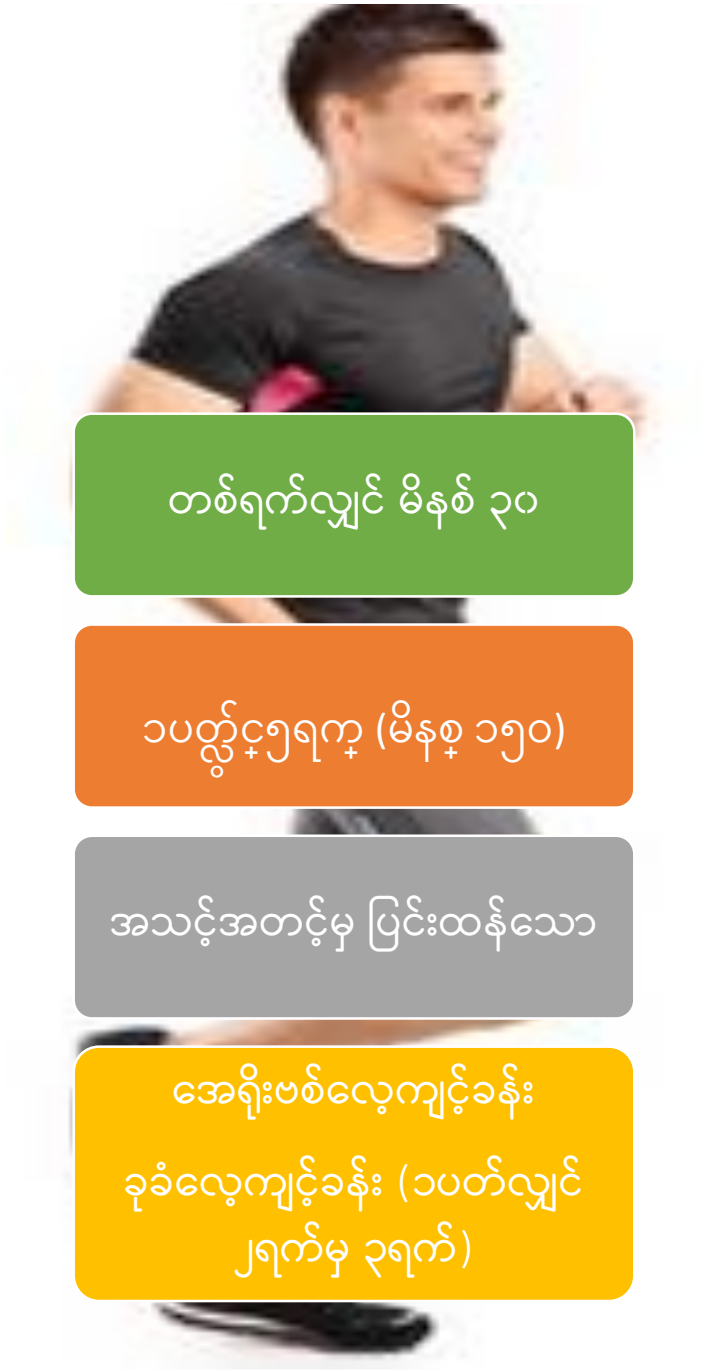 တစ်ရက်လျှင် မိနစ် ၃၀
၁ပတ္လ်ွင္၅ရက္ (မိနစ္ ၁၅၀)
အသင့်အတင့်မှ ပြင်းထန်သော
အေရိုးဗစ်လေ့ကျင့်ခန်း
ခုခံလေ့ကျင့်ခန်း (၁ပတ်လျှင်
၂ရက်မှ ၃ရက်)